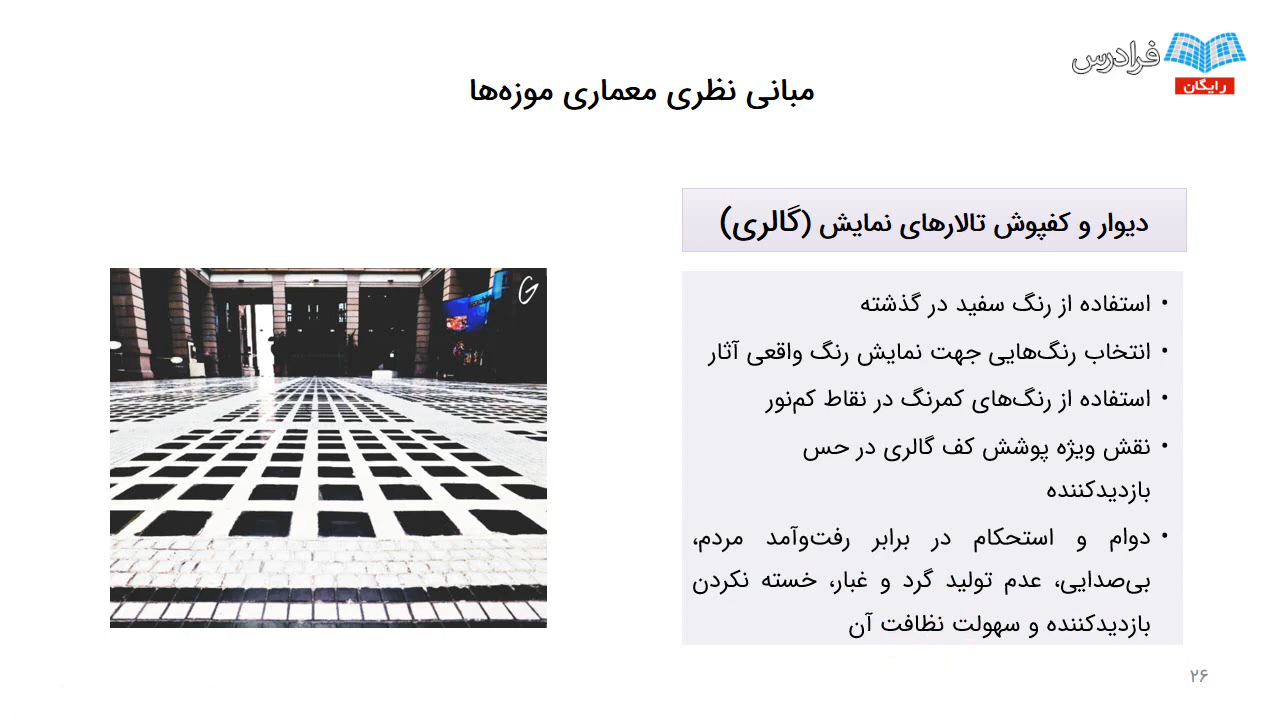 فرادرس
رایگان
مبانی نظری معماری موزه‌ها
دیوار و کفپوش تالارهای نمایش (گالری)
• استفاده از رنگ سفید در گذشته
• انتخاب رنگ‌هایی جهت نمایش رنگ واقعی آثار
• استفاده از رنگ‌های کمرنگ در نقاط کم‌نور
• نقش ویژه پوشش کف گالری در حس
بازدیدکننده
• دوام و استحکام در برابر رفت‌وآمد مردم،
بی‌صدایی، عدم تولید گرد و غبار، خسته نکردن
بازدیدکننده و سهولت نظافت آن
G
۲۶